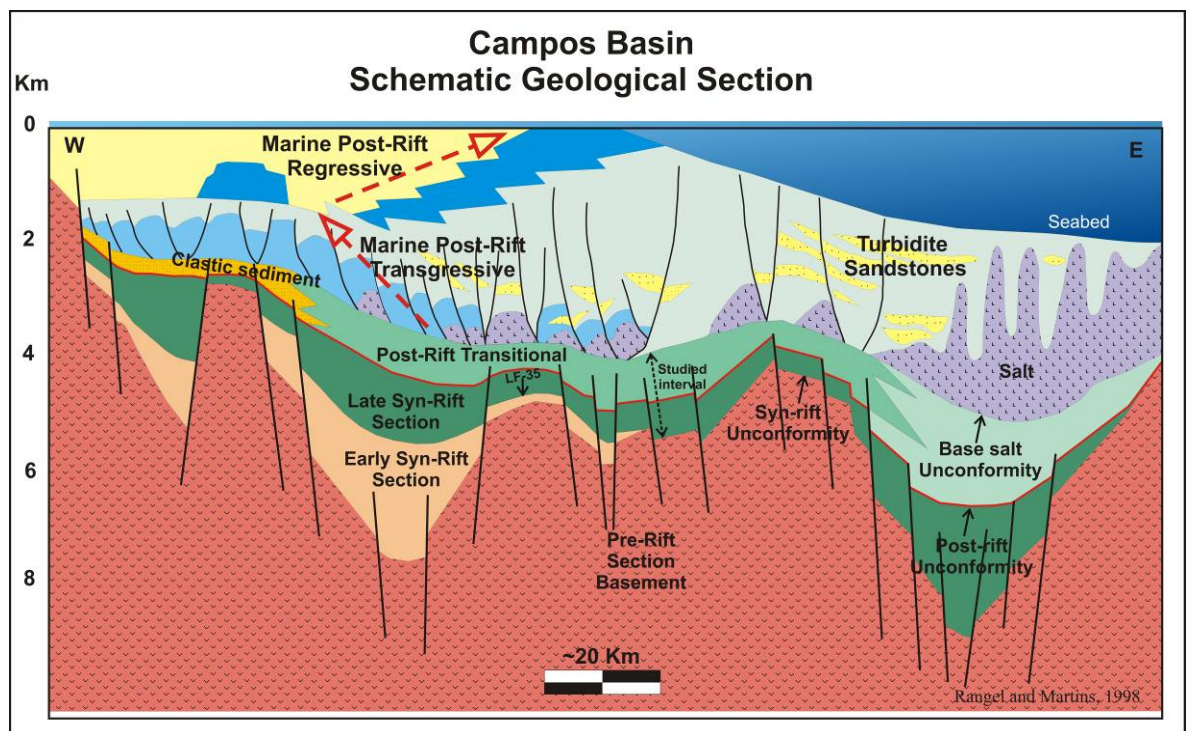 Campos Basin
Schematic Geological Section
Km
0
2
4
6
8
W
E
Marine Post-Rift
Regressive
Seabed
Marine Post-Rift
Transgressive
Turbidite
Sandstones
Clastic sediment
Post-Rift Transitional
LF-35
Studied
interval
Salt
Late Syn-Rift
Section
Syn-rift
Unconformity
Base salt
Unconformity
Early Syn-Rift
Section
Pre-Rift
Section
Basement
Post-rift
Unconformity
~20 Km
Rangel and Martins, 1998